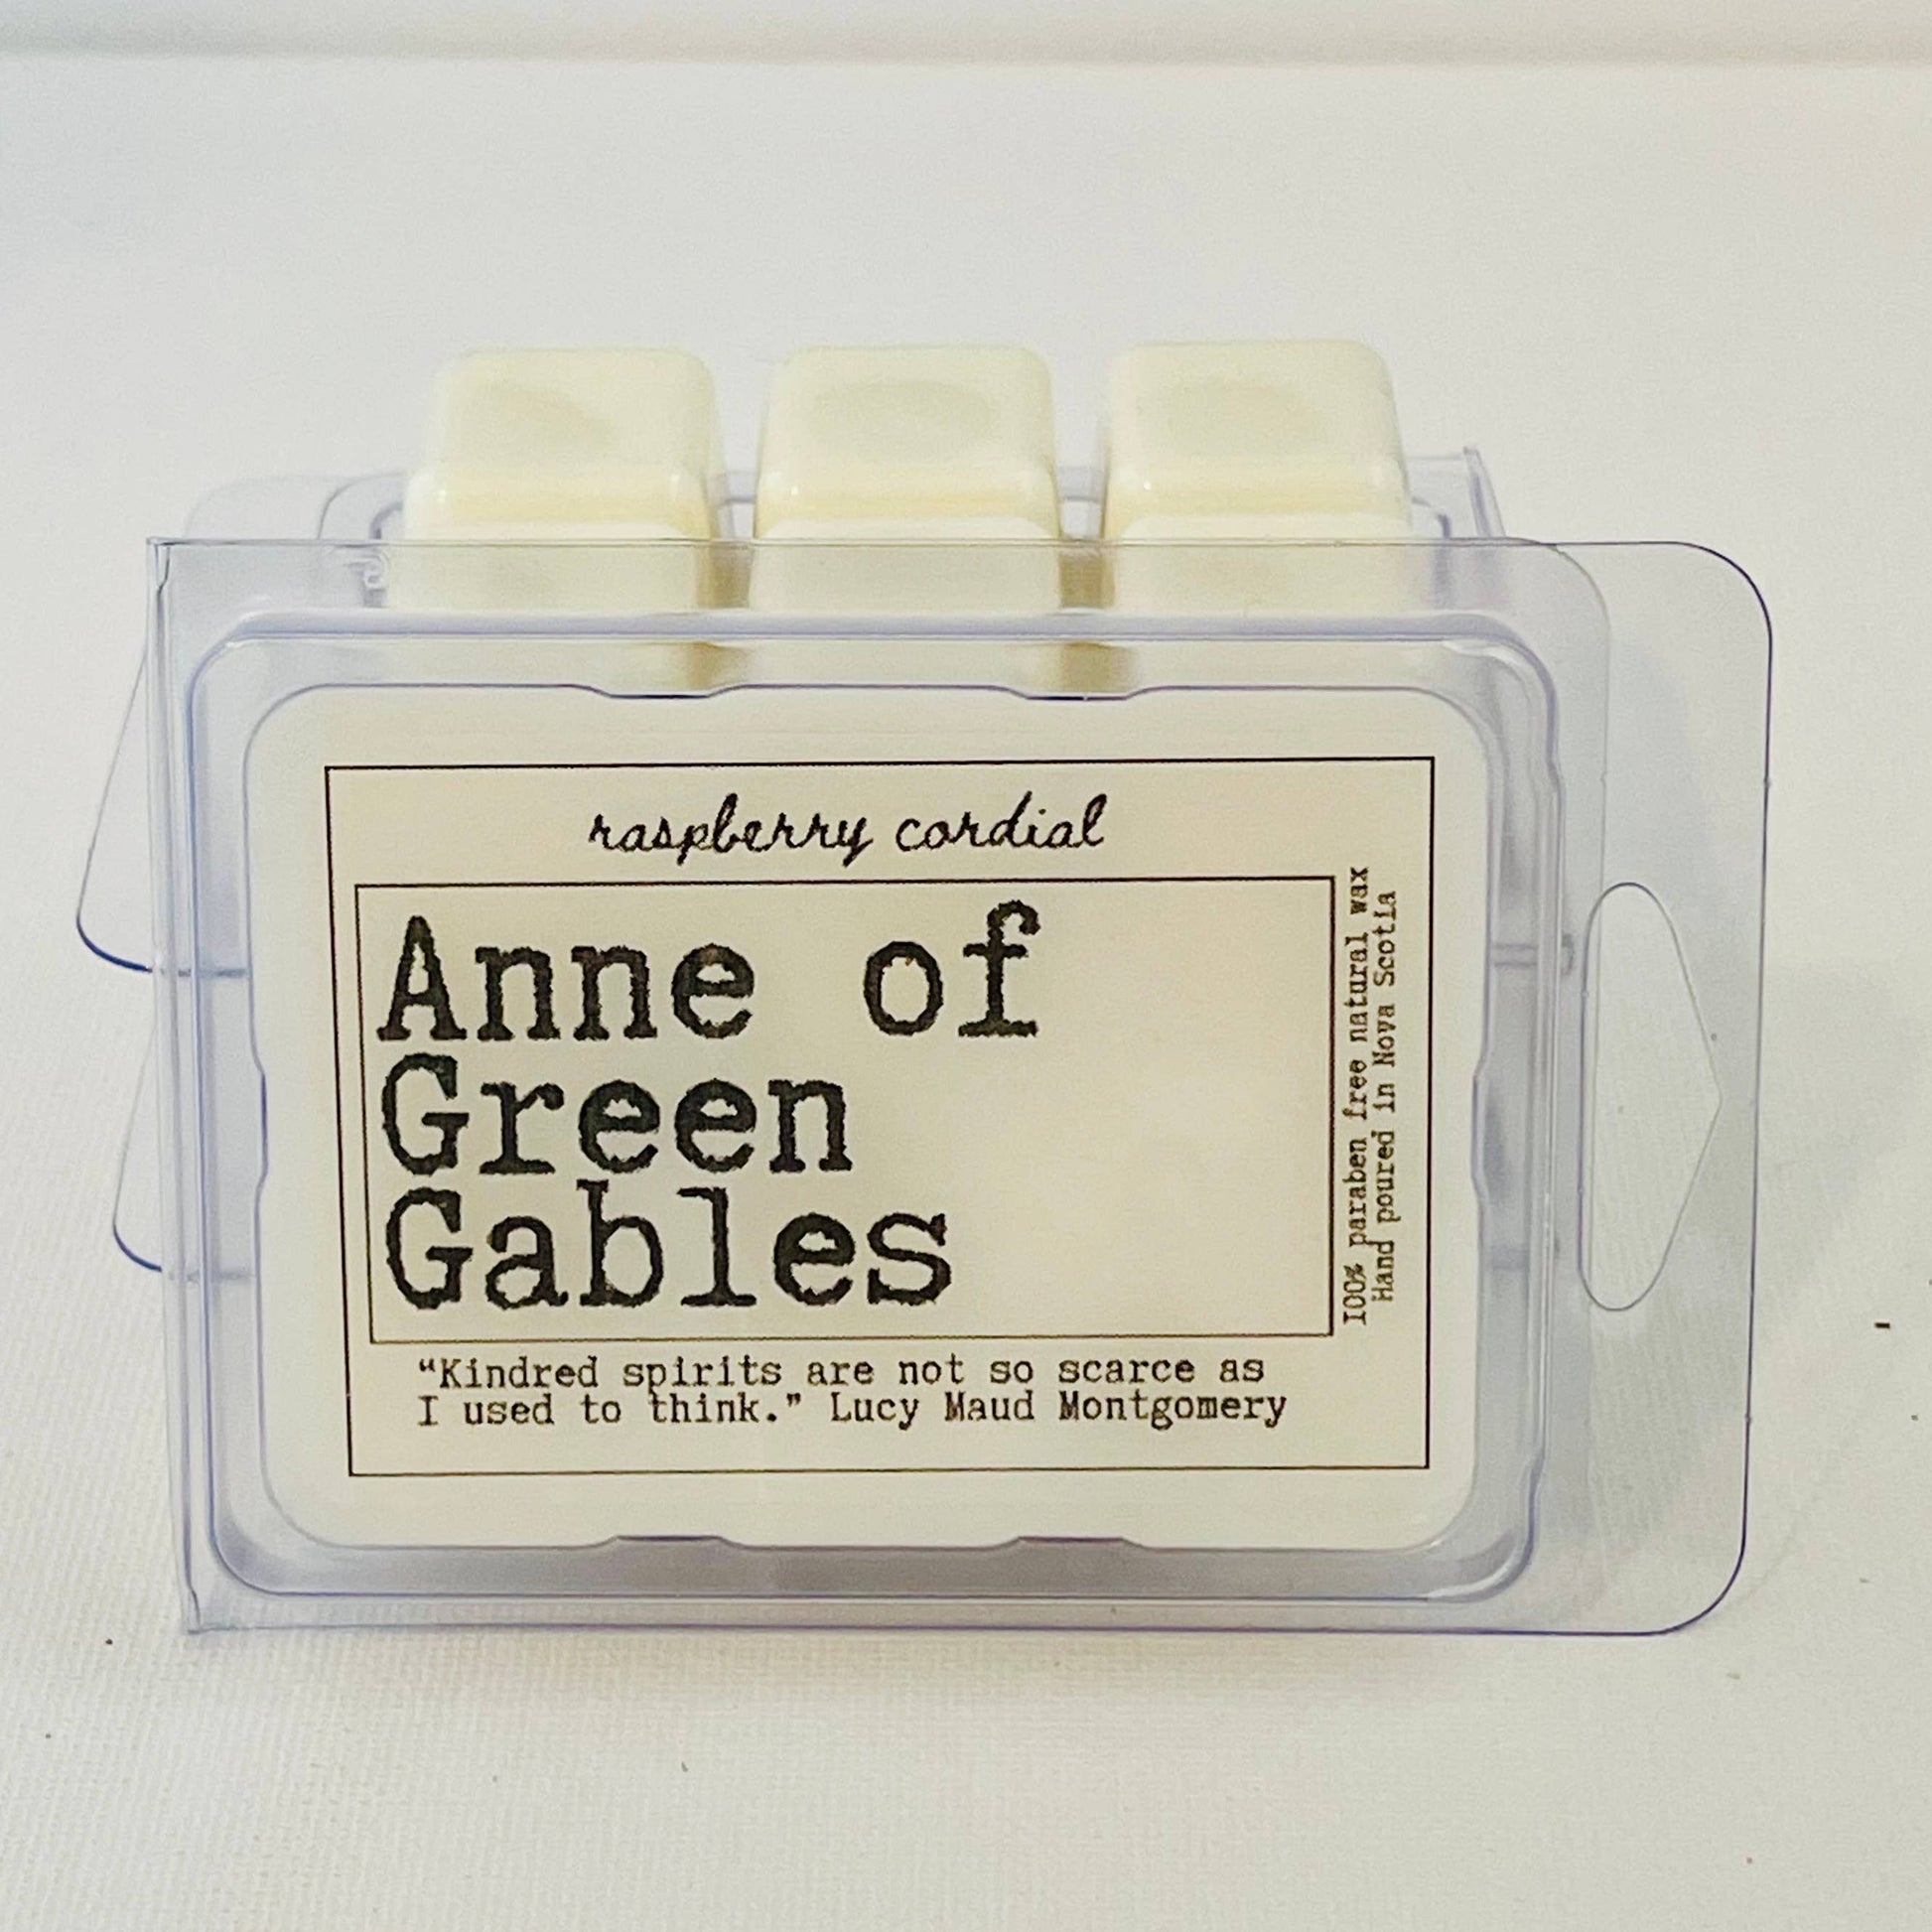 raspberry cordial
Anne of
Green
Gables
100% paraben free natural wax
Hand poured in Nova Scotia
“Kindred spirits are not so scarce as
I used to think.” Lucy Maud Montgomery